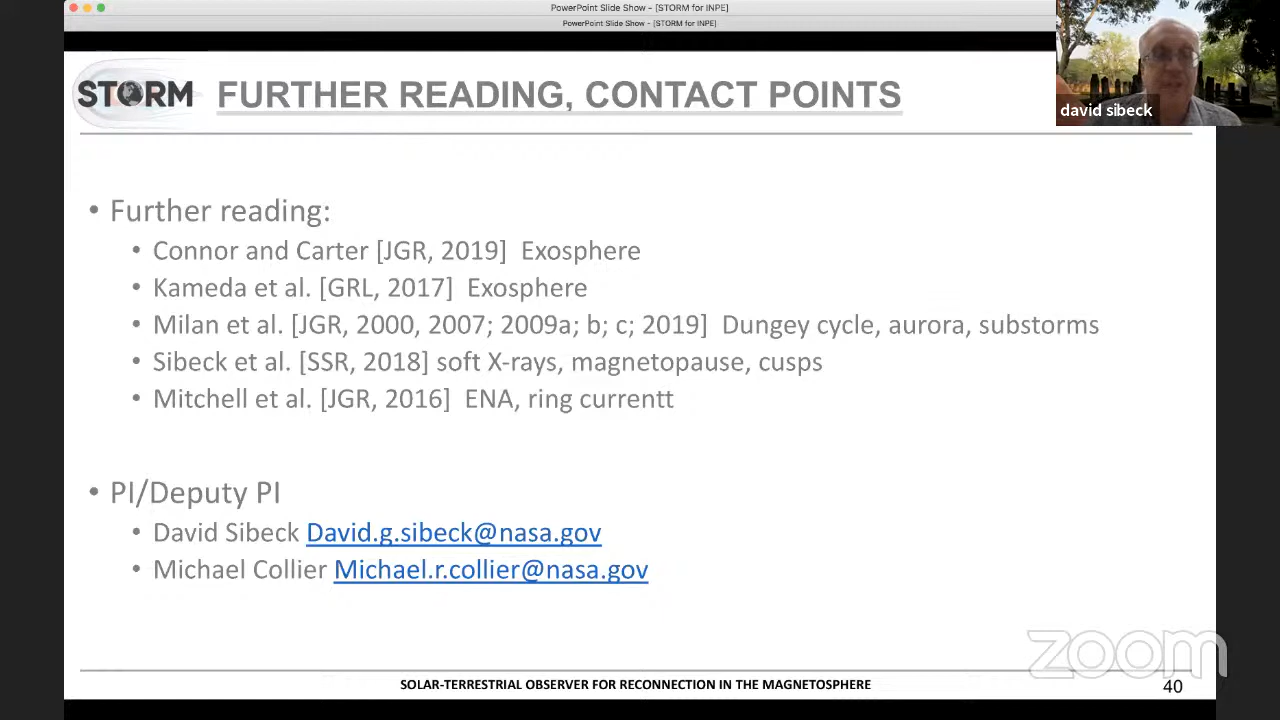 PowerPoint Slide Show - [STORM for INPE]
PowerPoint Slide Show - [STORM for INPE]
david sibeck
STORM
FURTHER READING, CONTACT POINTS
• Further reading:
• Connor and Carter [JGR, 2019] Exosphere
• Kameda et al. [GRL, 2017] Exosphere
• Milan et al. [JGR, 2000, 2007; 2009a; b; c; 2019] Dungey cycle, aurora, substorms
• Sibeck et al. [SSR, 2018] soft X-rays, magnetopause, cusps
• Mitchell et al. [JGR, 2016] ENA, ring currentt
• PI/Deputy PI
• David Sibeck David.g.sibeck@nasa.gov
• Michael Collier Michael.r.collier@nasa.gov
zoom
SOLAR-TERRESTRIAL OBSERVER FOR RECONNECTION IN THE MAGNETOSPHERE
40